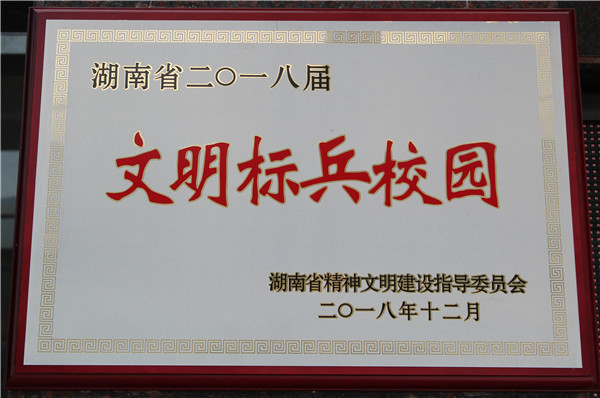 湖南省二〇一八届
文明标兵校园
湖南省精神文明建设指导委员会
二〇一八年十二月